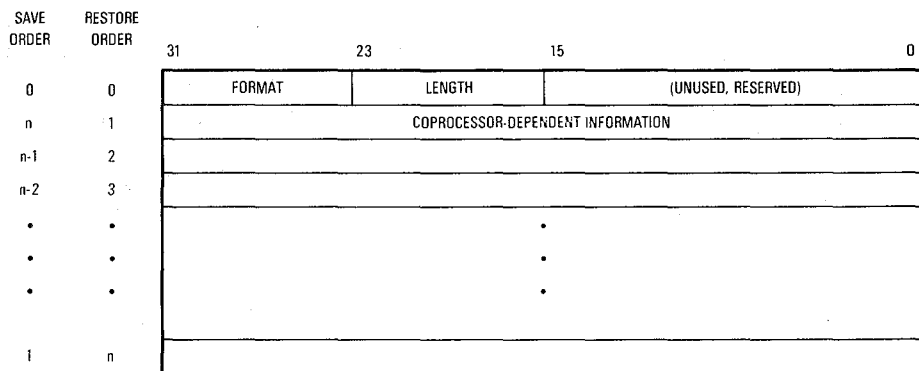 SAVE ORDER RESTORE ORDER
31 23 15 0
0 0 FORMAT LENGTH (UNUSED, RESERVED)
n 1 COPROCESSOR-DEPENDENT INFORMATION
n-1 2
n-2 3
• • •
• • •
• • •
1 n